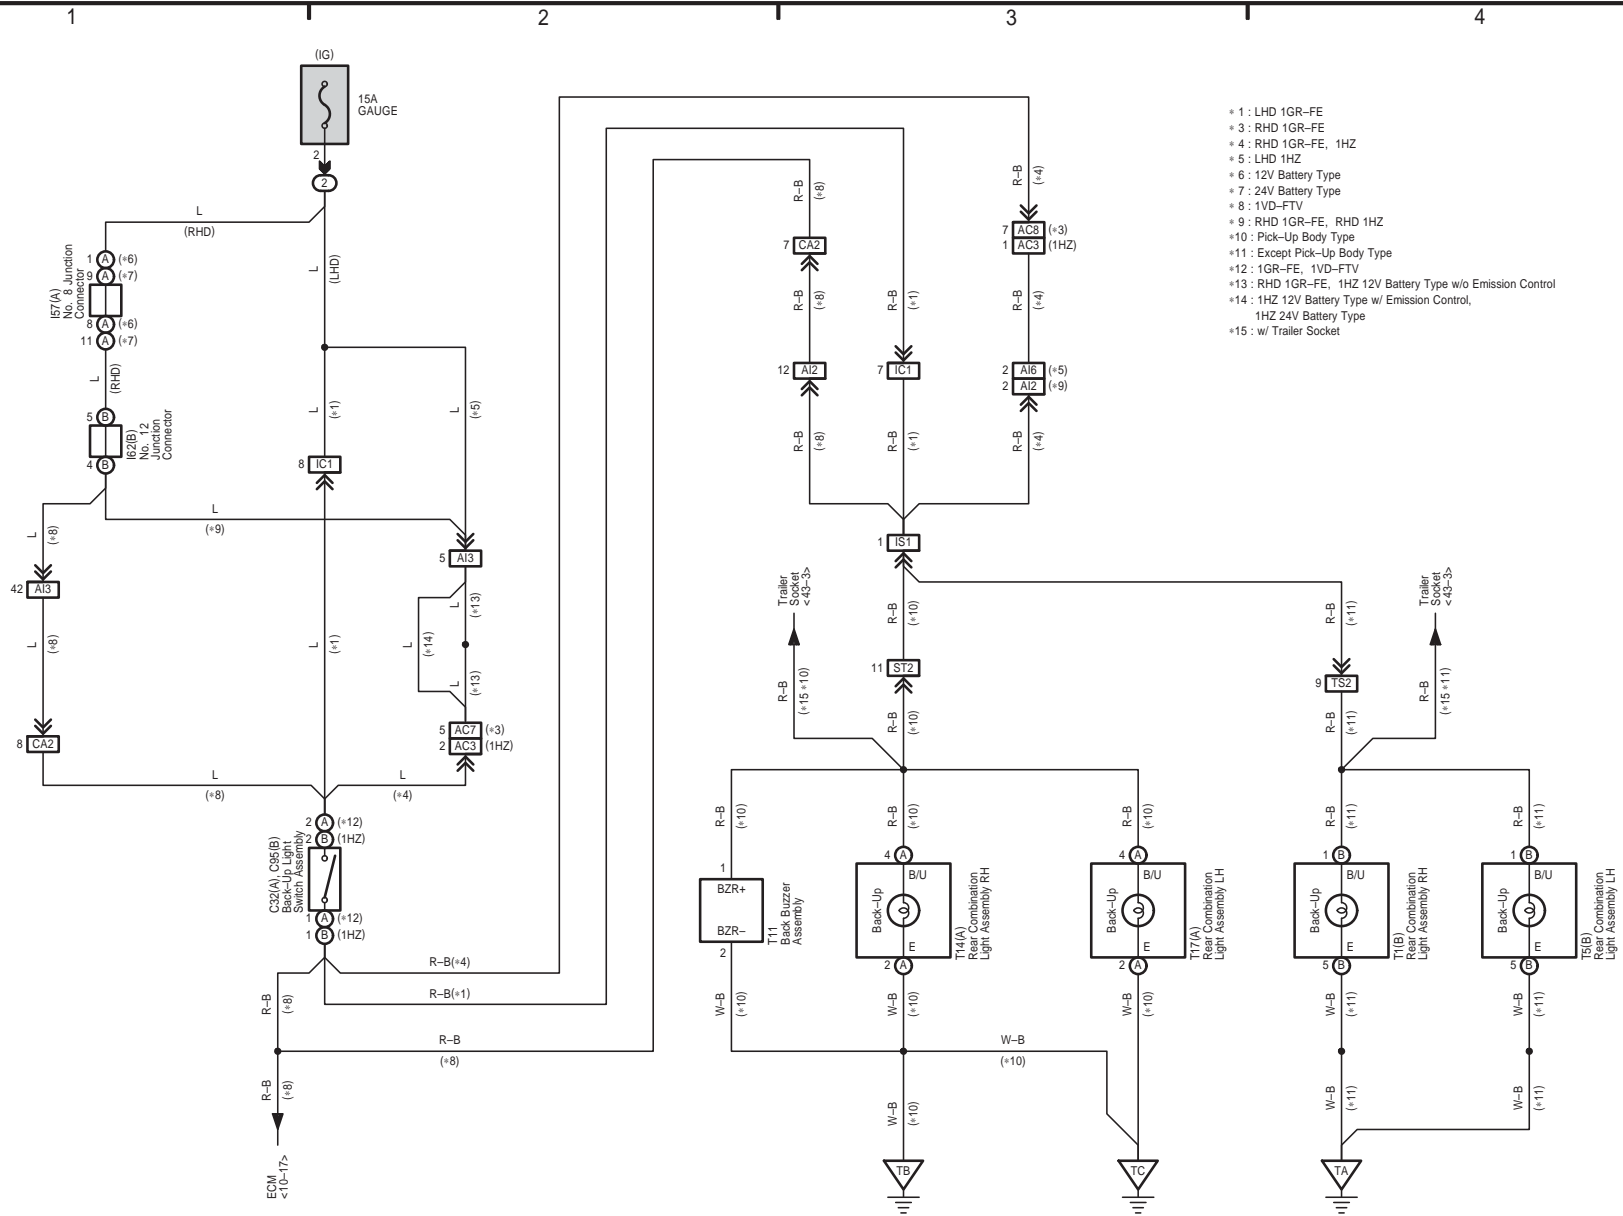 1
2
3
4
(IG)
15A
GAUGE
2
2
L
(RHD)
L
(LHD)
1 A (*6)
9 A (*7)
I57(A)
No. 8 Junction
Connector
8 A (*6)
11 A (*7)
L
(RHD)
5 B
I62(B)
No. 12
Junction
Connector
4 B
L
(*1)
L
(*5)
8 IC1
L
(*8)
L
(*9)
5 AI3
42 AI3
L
(*8)
L
(*1)
L
(*14)
L
(*13)
L
(*13)
8 CA2
5 AC7 (*3)
2 AC3 (1HZ)
L
(*8)
L
(*4)
2 A (*12)
2 B (1HZ)
C32(A), C95(B)
Back–Up Light
Switch Assembly
1 A (*12)
1 B (1HZ)
R–B(*4)
R–B(*1)
R–B
(*8)
R–B
(*8)
R–B
(*8)
ECM
<10–17>
R–B
(*8)
7 CA2
R–B
(*8)
12 AI2
R–B
(*8)
R–B
(*1)
7 IC1
R–B
(*1)
R–B
(*4)
7 AC8 (*3)
1 AC3 (1HZ)
R–B
(*4)
2 AI6 (*5)
2 AI2 (*9)
R–B
(*4)
1 IS1
* 1 : LHD 1GR–FE
* 3 : RHD 1GR–FE
* 4 : RHD 1GR–FE, 1HZ
* 5 : LHD 1HZ
* 6 : 12V Battery Type
* 7 : 24V Battery Type
* 8 : 1VD–FTV
* 9 : RHD 1GR–FE, RHD 1HZ
*10 : Pick–Up Body Type
*11 : Except Pick–Up Body Type
*12 : 1GR–FE, 1VD–FTV
*13 : RHD 1GR–FE, 1HZ 12V Battery Type w/o Emission Control
*14 : 1HZ 12V Battery Type w/ Emission Control,
1HZ 24V Battery Type
*15 : w/ Trailer Socket
Trailer
Socket
<43–3>
R–B
(*15 *10)
R–B
(*10)
11 ST2
R–B
(*10)
R–B
(*11)
9 TS2
R–B
(*11)
Trailer
Socket
<43–3>
R–B
(*15 *11)
R–B
(*10)
R–B
(*10)
R–B
(*10)
R–B
(*11)
R–B
(*11)
1
BZR+
BZR–
2
T11
Back Buzzer
Assembly
4 A
B/U
Back–Up
E
2 A
T14(A)
Rear Combination
Light Assembly RH
4 A
B/U
Back–Up
E
2 A
T17(A)
Rear Combination
Light Assembly LH
1 B
B/U
Back–Up
E
5 B
T1(B)
Rear Combination
Light Assembly RH
1 B
B/U
Back–Up
E
5 B
T5(B)
Rear Combination
Light Assembly LH
W–B
(*10)
W–B
(*10)
W–B
(*10)
W–B
(*11)
W–B
(*11)
W–B
(*10)
W–B
(*10)
W–B
(*11)
W–B
(*11)
TB
TC
TA